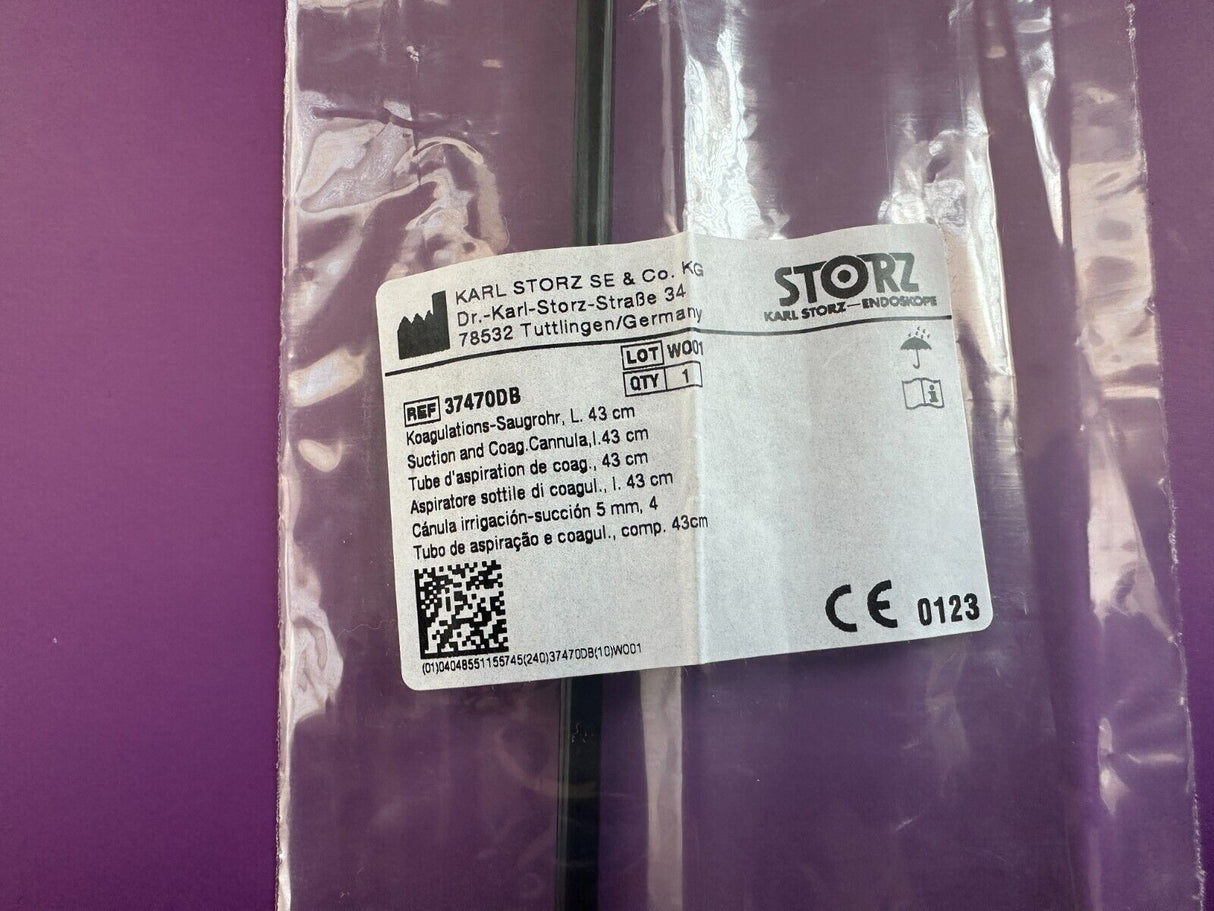 KARL STORZ SE & Co. KG
Dr.-Karl-Storz-Straße 34
78532 Tuttlingen/Germany
STORZ
KARL STORZ—ENDOSKOPE
LOT WO01
QTY 1
REF 37470DB
Koagulations-Saugrohr, L. 43 cm
Suction and Coag.Cannula,l.43 cm
Tube d'aspiration de coag., 43 cm
Aspiratore sottile di coagul., l. 43 cm
Cánula irrigación-succión 5 mm, 4
Tubo de aspiração e coagul., comp. 43cm
(01)04048551155745(240)37470DB(10)WO01
CE 0123